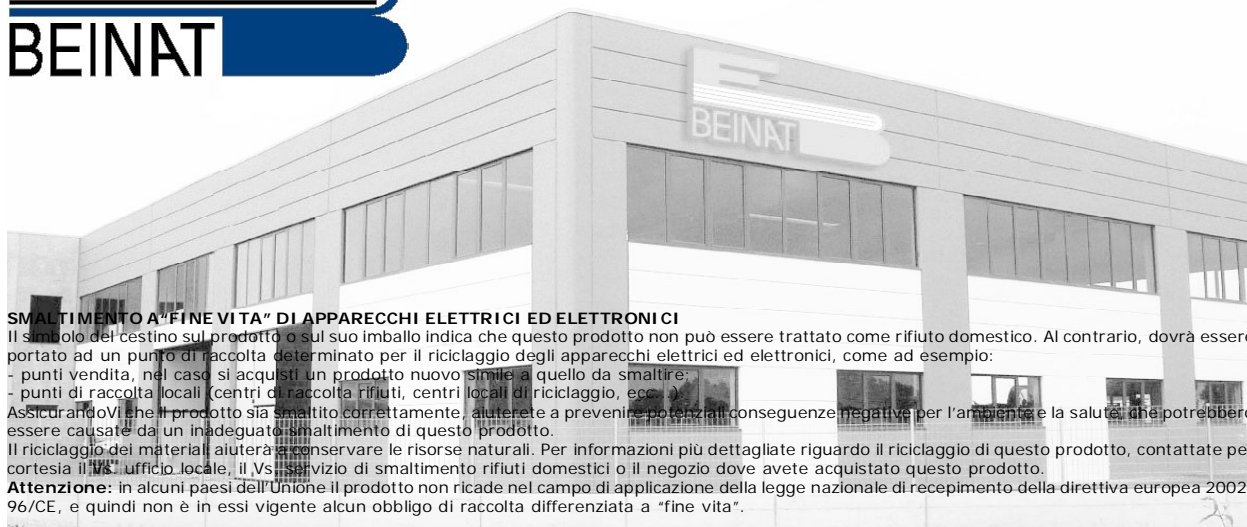 BEINAT
BEINAT
SMALTIMENTO A “FINE VITA” DI APPARECCHI ELETTRICI ED ELETTRONICI
Il simbolo del cestino sul prodotto o sul suo imballo indica che questo prodotto non può essere trattato come rifiuto domestico. Al contrario, dovrà essere
portato ad un punto di raccolta determinato per il riciclaggio degli apparecchi elettrici ed elettronici, come ad esempio:
- punti vendita, nel caso si acquisti un prodotto nuovo simile a quello da smaltire;
- punti di raccolta locali (centri di raccolta rifiuti, centri locali di riciclaggio, ecc...).
AssicurandoVi che il prodotto sia smaltito correttamente, aiuterete a prevenire potenziali conseguenze negative per l’ambiente e la salute, che potrebbero
essere causate da un inadeguato smaltimento di questo prodotto.
Il riciclaggio dei materiali aiuterà a conservare le risorse naturali. Per informazioni più dettagliate riguardo il riciclaggio di questo prodotto, contattate pe
cortesia il Vs. ufficio locale, il Vs. servizio di smaltimento rifiuti domestici o il negozio dove avete acquistato questo prodotto.
Attenzione: in alcuni paesi dell’Unione il prodotto non ricade nel campo di applicazione della legge nazionale di recepimento della direttiva europea 2002
96/CE, e quindi non è in essi vigente alcun obbligo di raccolta differenziata a “fine vita”.